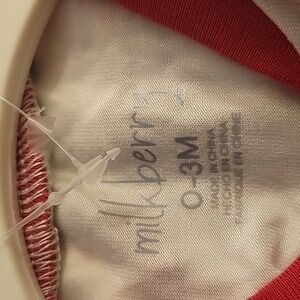 milkberry
0-3M
MADE IN CHINA
HECHO EN CHINA
FABRIQUÉ EN CHINE